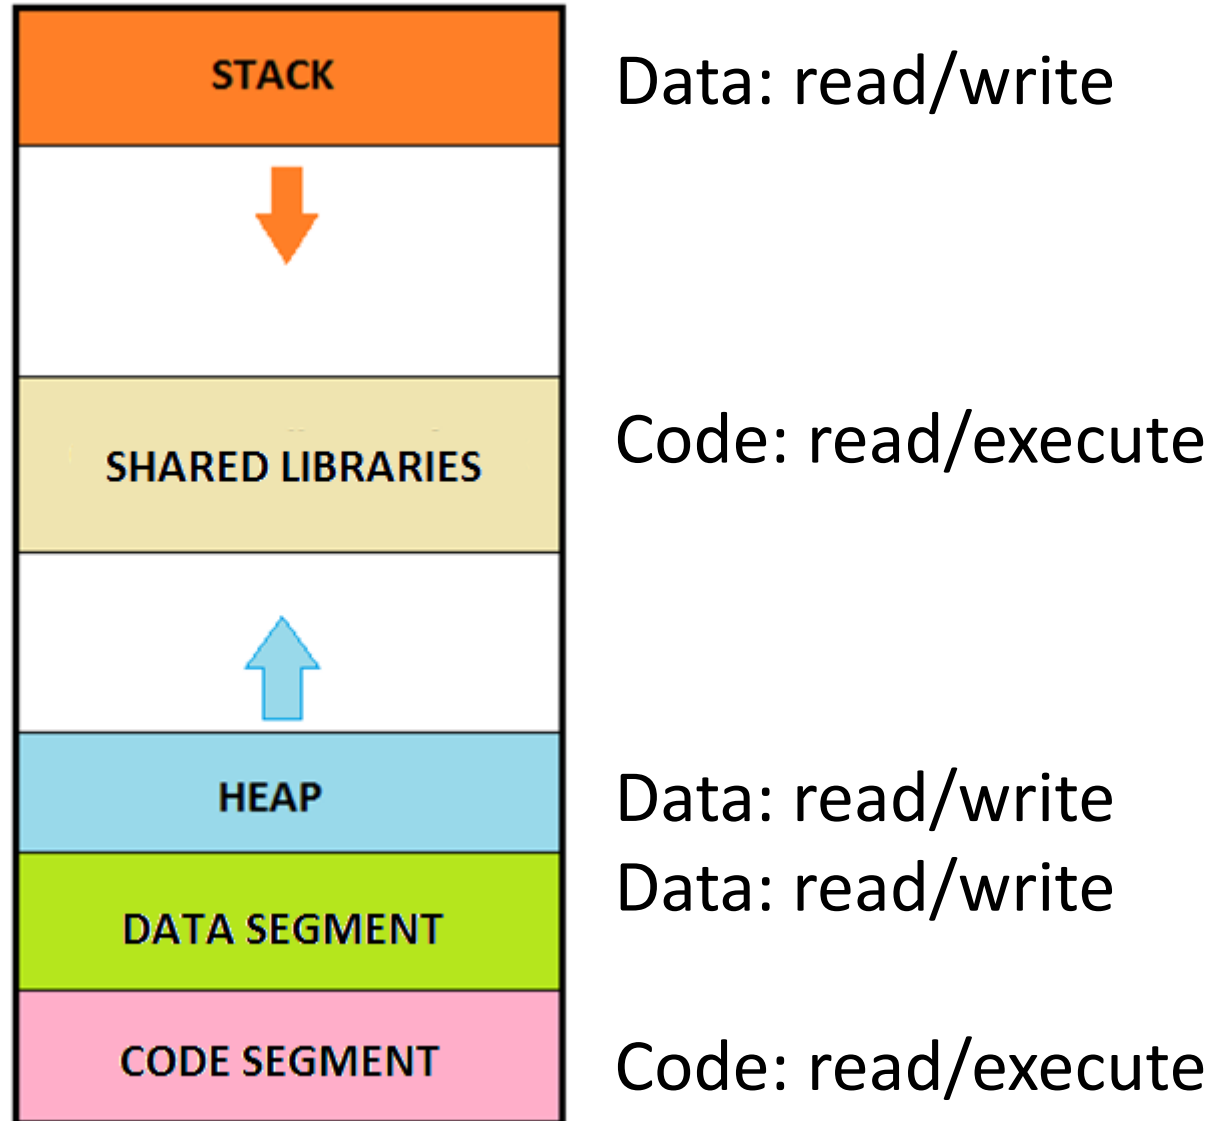 STACK
Data: read/write
SHARED LIBRARIES
Code: read/execute
HEAP
Data: read/write
DATA SEGMENT
Data: read/write
CODE SEGMENT
Code: read/execute